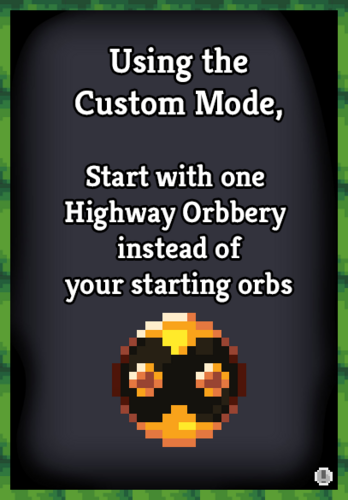 Using the
Custom Mode,
Start with one
Highway Orbbery
instead of
your starting orbs